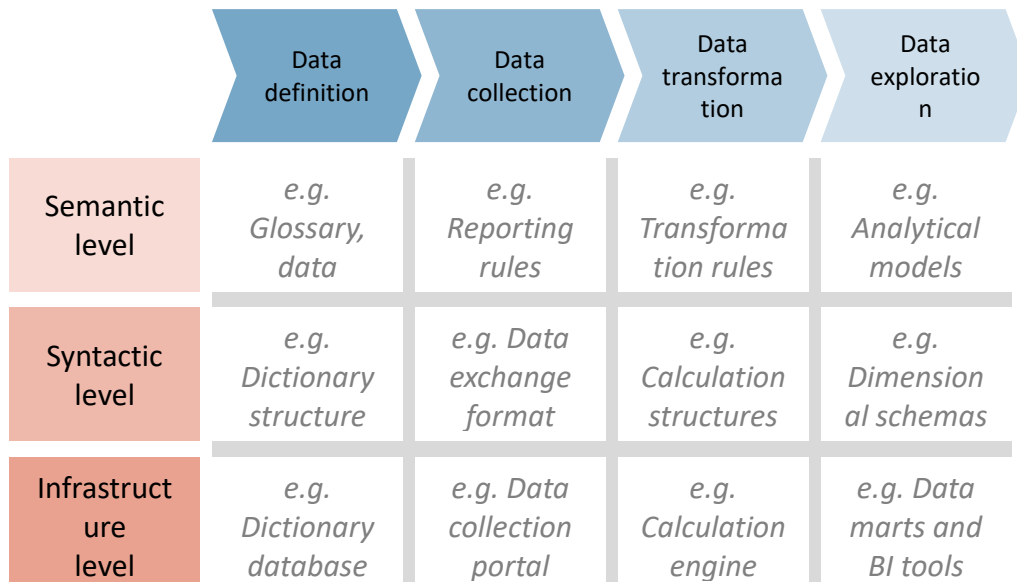 Data
definition
Data
collection
Data
transforma
tion
Data
exploratio
n
Semantic
level
e.g.
Glossary,
data
e.g.
Reporting
rules
e.g.
Transforma
tion rules
e.g.
Analytical
models
Syntactic
level
e.g.
Dictionary
structure
e.g. Data
exchange
format
e.g.
Calculation
structures
e.g.
Dimension
al schemas
Infrastruct
ure
level
e.g.
Dictionary
database
e.g. Data
collection
portal
e.g.
Calculation
engine
e.g. Data
marts and
BI tools